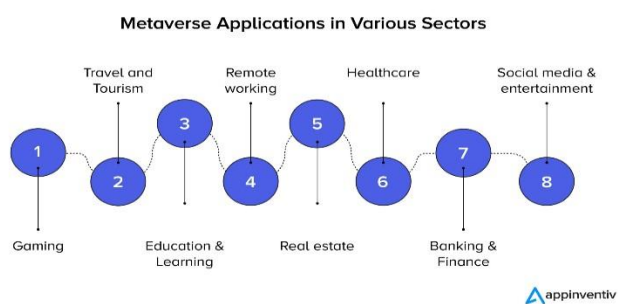 Metaverse Applications in Various Sectors
Travel and
Tourism
Remote
working
Healthcare
Social media &
entertainment
1
2
3
4
5
6
7
8
Gaming
Education &
Learning
Real estate
Banking &
Finance
appinventiv